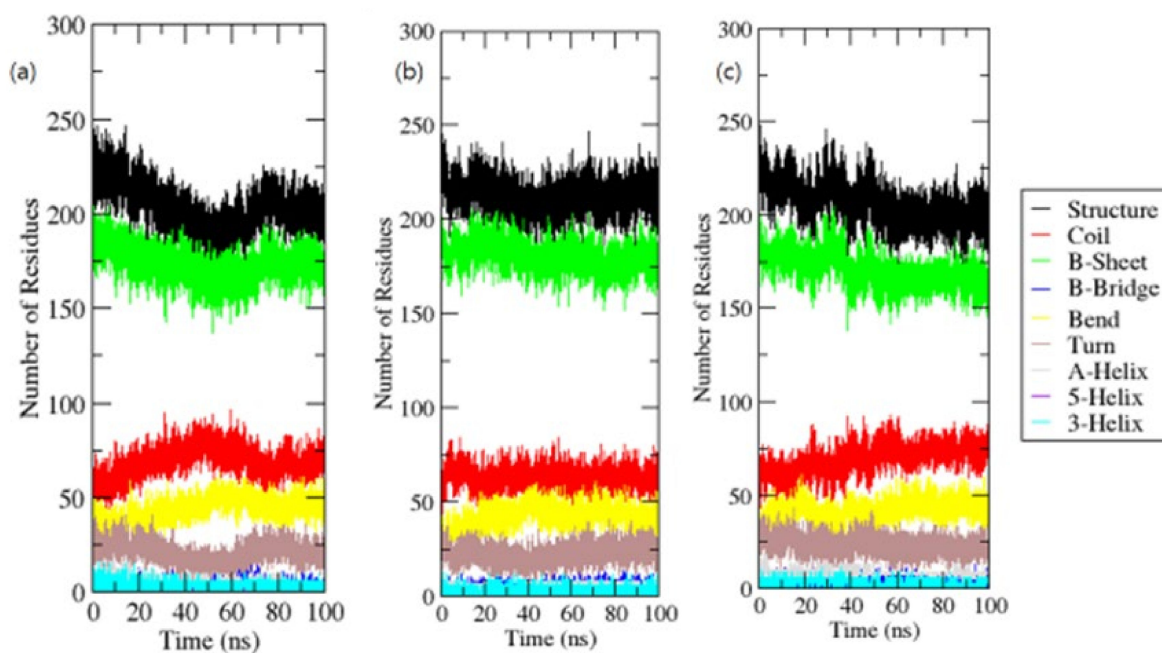 (a)
Number of Residues
300
250
200
150
100
50
0
0 20 40 60 80 100
Time (ns)
(b)
Number of Residues
300
250
200
150
100
50
0
0 20 40 60 80 100
Time (ns)
(c)
Number of Residues
300
250
200
150
100
50
0
0 20 40 60 80 100
Time (ns)
Structure
Coil
B-Sheet
B-Bridge
Bend
Turn
A-Helix
5-Helix
3-Helix